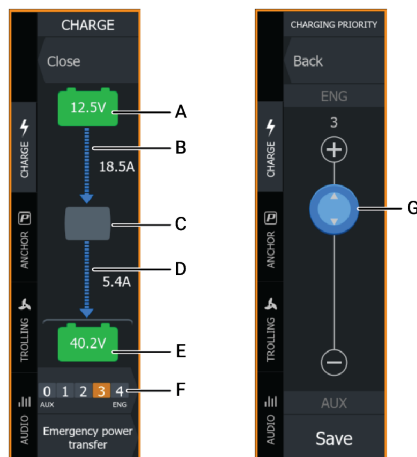 CHARGE
Close
12.5V
A
B
18.5A
C
D
5.4A
40.2V
E
0 1 2 3 4
AUX ENG
F
Emergency power
transfer
CHARGE
ANCHOR
TROLLING
AUDIO
CHARGING PRIORITY
Back
ENG
3
G
AUX
Save
CHARGE
P
ANCHOR
TROLLING
AUDIO